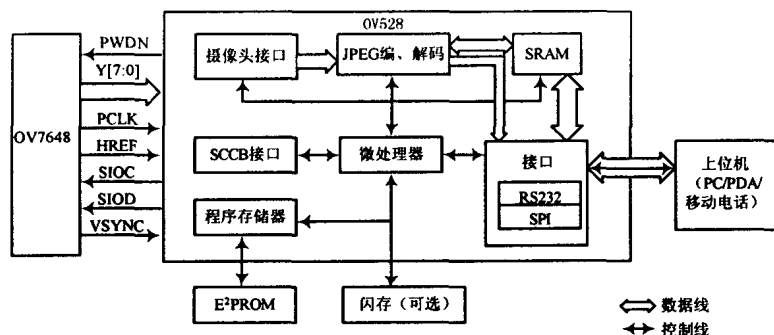 OV528
PWDN
Y[7:0]
OV7648
PCLK
HREF
SIOC
SIOD
VSYNC
摄像头接口
JPEG编、解码
SRAM
SCCB接口
微处理器
接口
RS232
SPI
程序存储器
上位机
(PC/PDA/
移动电话)
E²PROM
闪存(可选)
数据线
控制线